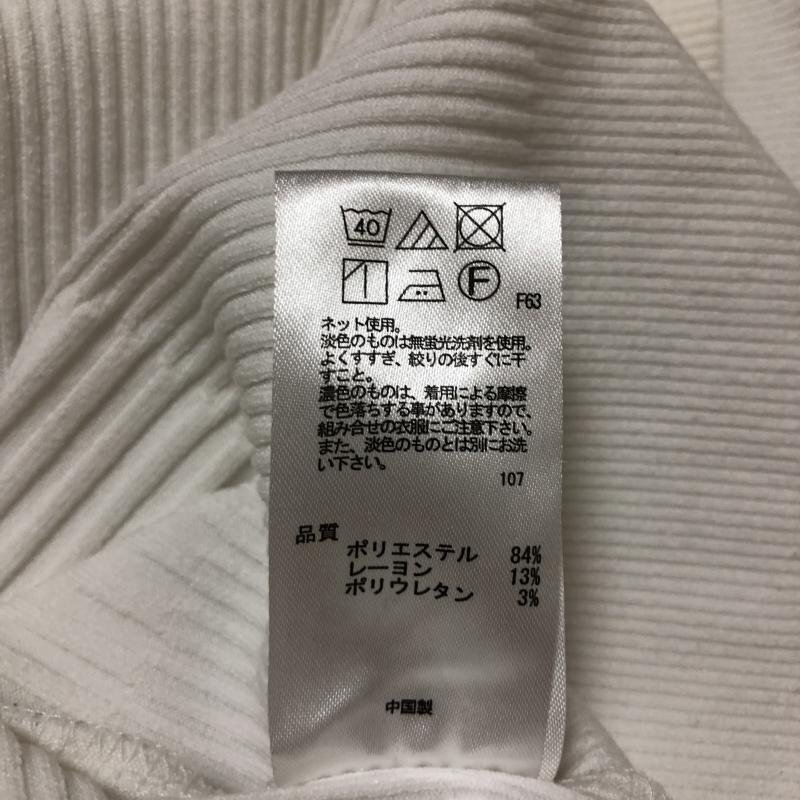 40
F
F63
ネット使用。
淡色のものは無蛍光洗剤を使用。
よくすすぎ、絞りの後すぐに干
すこと。
濃色のものは、着用による摩擦
で色落ちする事がありますので、
組み合せの衣服にご注意下さい。
また、淡色のものとは別にお洗
い下さい。
107
品質
ポリエステル 84%
レーヨン 13%
ポリウレタン 3%
中国製